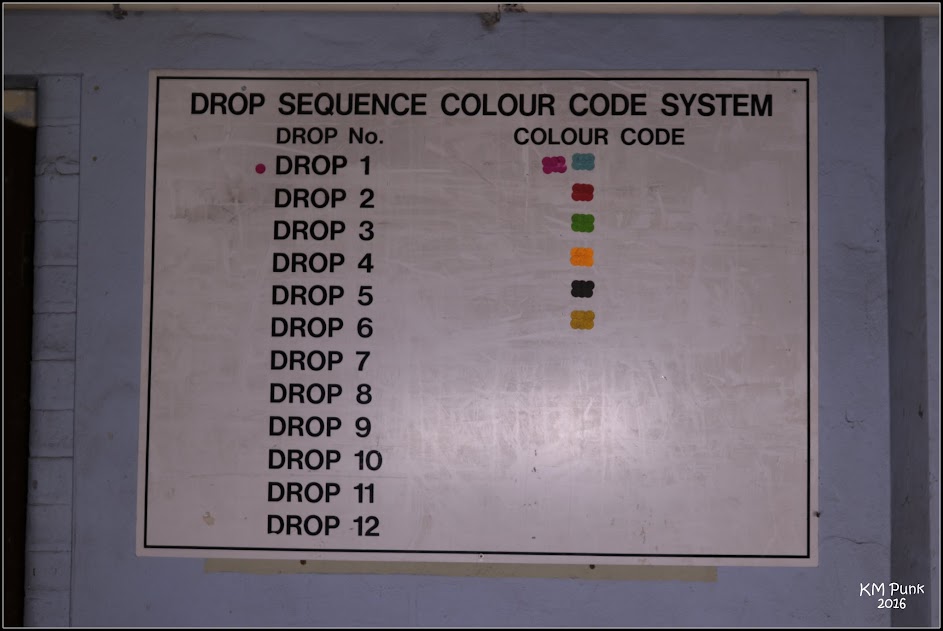 DROP SEQUENCE COLOUR CODE SYSTEM
DROP No. COLOUR CODE
DROP 1
DROP 2
DROP 3
DROP 4
DROP 5
DROP 6
DROP 7
DROP 8
DROP 9
DROP 10
DROP 11
DROP 12
KM Punk
2016